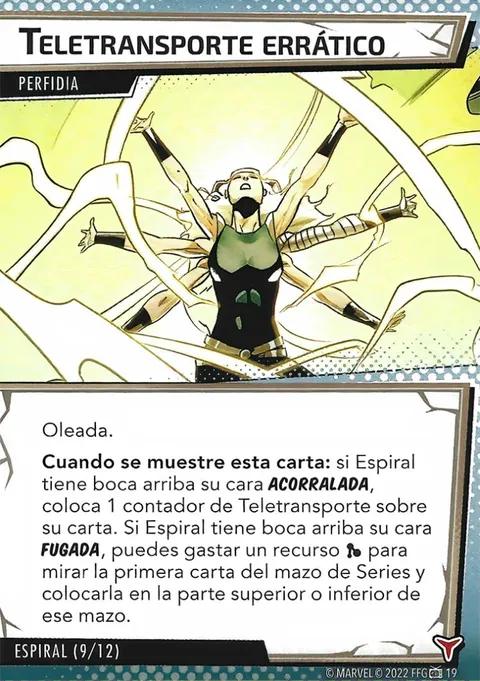 TELETRANSPORTE ERRÁTICO
PERFIDIA
Oleada.
Cuando se muestre esta carta: si Espiral
tiene boca arriba su cara ACORRALADA,
coloca 1 contador de Teletransporte sobre
su carta. Si Espiral tiene boca arriba su cara
FUGADA, puedes gastar un recurso para
mirar la primera carta del mazo de Series y
colocarla en la parte superior o inferior de
ese mazo.
ESPIRAL (9/12)
© MARVEL © 2022 FFG 19